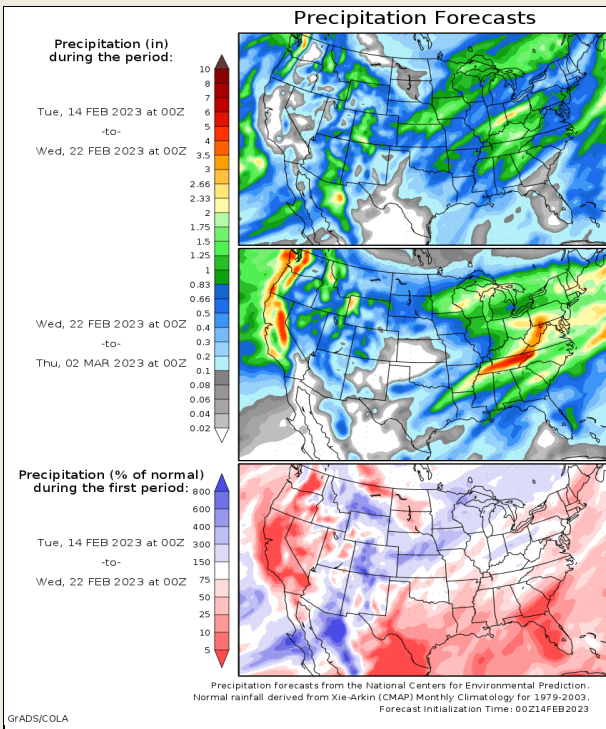 Precipitation Forecasts
Precipitation (in)
during the period:
Tue, 14 FEB 2023 at 00Z
-to-
Wed, 22 FEB 2023 at 00Z
10
8
7
6
5
4
3.5
3
2.66
2.33
2
1.75
1.5
1.25
1
0.83
0.66
0.5
0.4
0.3
0.2
0.1
0.08
0.06
0.04
0.02
Wed, 22 FEB 2023 at 00Z
-to-
Thu, 02 MAR 2023 at 00Z
Precipitation (% of normal)
during the first period:
Tue, 14 FEB 2023 at 00Z
-to-
Wed, 22 FEB 2023 at 00Z
800
600
400
300
150
75
50
25
10
5
Precipitation forecasts from the National Centers for Environmental Prediction.
Normal rainfall derived from Xie-Arkin (CMAP) Monthly Climatology for 1979-2003.
Forecast Initialization Time: 00Z14FEB2023
GrADS/COLA